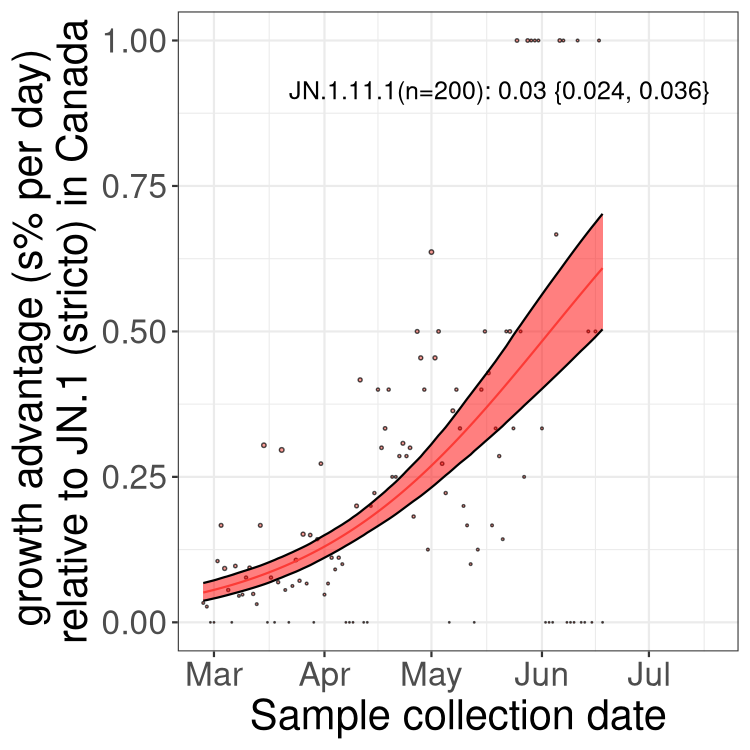 growth advantage (s% per day)
relative to JN.1 (stricto) in Canada
1.00
0.75
0.50
0.25
0.00
JN.1.11.1(n=200): 0.03 {0.024, 0.036}
Mar Apr May Jun Jul
Sample collection date